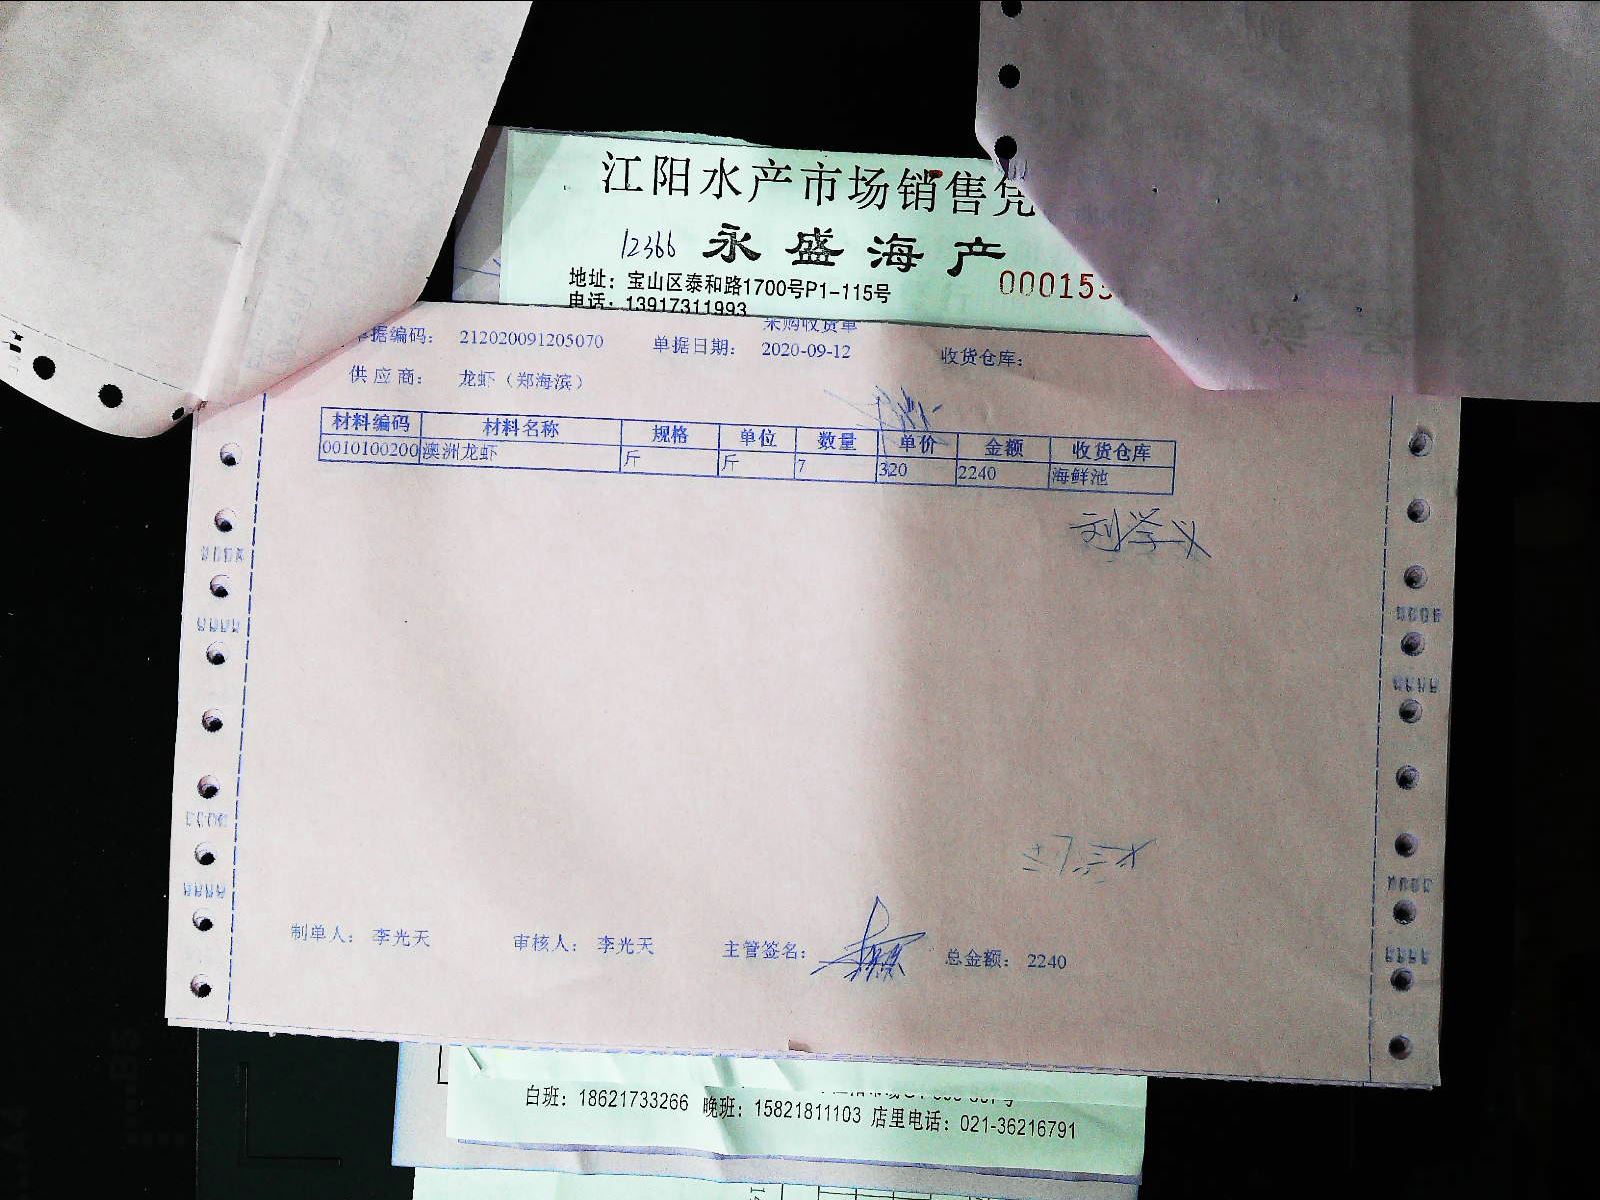 江阳水产市场销售凭
12366 永盛海产
地址：宝山区泰和路1700号P1-115号 00015
电话：13917311993
采购收货单
单据编码： 212020091205070 单据日期： 2020-09-12 收货仓库：
供应商： 龙虾（郑海滨）
材料编码 材料名称 规格 单位 数量 单价 金额 收货仓库
0010100200 澳洲龙虾 斤 斤 7 320 2240 海鲜池
刘学义
制单人： 李光天 审核人： 李光天 主管签名： 总金额： 2240
白班：18621733266 晚班：15821811103 店里电话：021-36216791